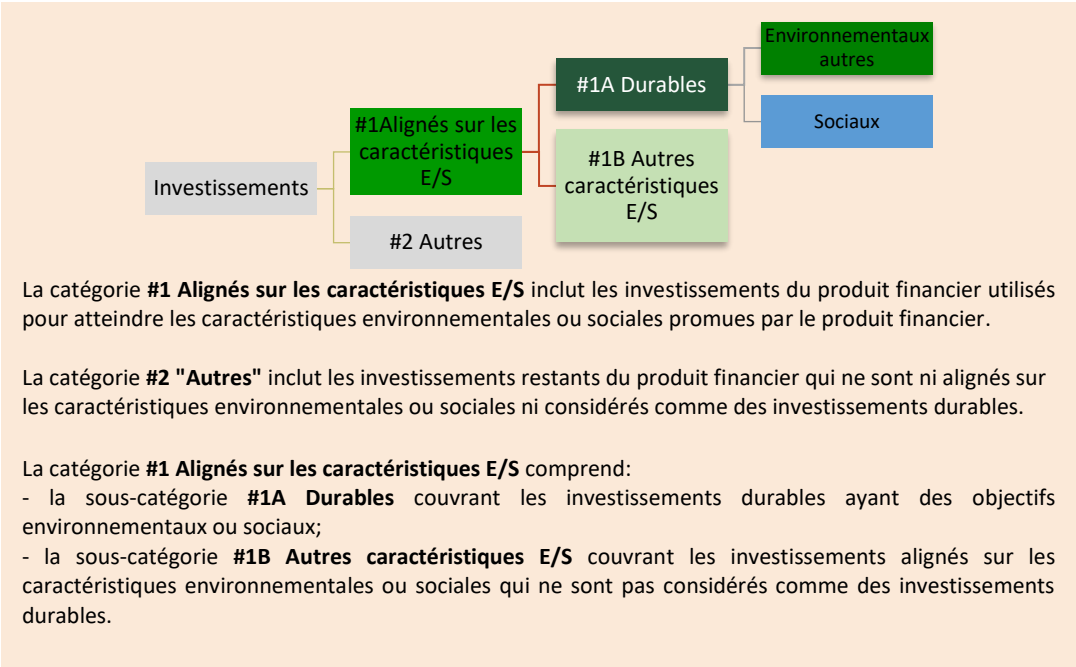 Environnementaux
autres
#1A Durables
Sociaux
#1Alignés sur les
caractéristiques
E/S
#1B Autres
caractéristiques
E/S
Investissements
#2 Autres
La catégorie #1 Alignés sur les caractéristiques E/S inclut les investissements du produit financier utilisés
pour atteindre les caractéristiques environnementales ou sociales promues par le produit financier.
La catégorie #2 "Autres" inclut les investissements restants du produit financier qui ne sont ni alignés sur
les caractéristiques environnementales ou sociales ni considérés comme des investissements durables.
La catégorie #1 Alignés sur les caractéristiques E/S comprend:
- la sous-catégorie #1A Durables couvrant les investissements durables ayant des objectifs
environnementaux ou sociaux;
- la sous-catégorie #1B Autres caractéristiques E/S couvrant les investissements alignés sur les
caractéristiques environnementales ou sociales qui ne sont pas considérés comme des investissements
durables.